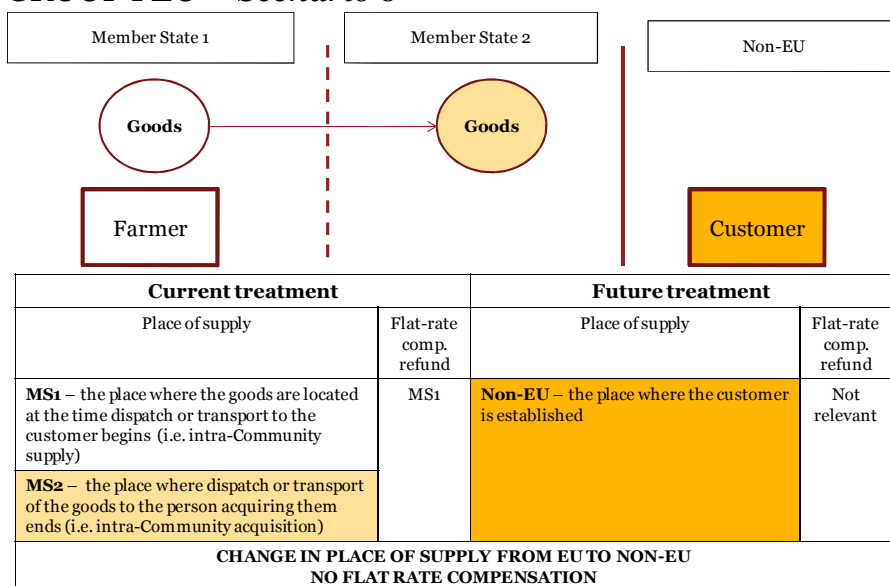 Member State 1
Member State 2
Non-EU
Goods
Goods
Farmer
Customer
Current treatment
Future treatment
Place of supply
Flat-rate
comp.
refund
Place of supply
Flat-rate
comp.
refund
MS1 – the place where the goods are located
at the time dispatch or transport to the
customer begins (i.e. intra-Community
supply)
MS1
Non-EU – the place where the customer
is established
Not
relevant
MS2 – the place where dispatch or transport
of the goods to the person acquiring them
ends (i.e. intra-Community acquisition)
CHANGE IN PLACE OF SUPPLY FROM EU TO NON-EU
NO FLAT RATE COMPENSATION